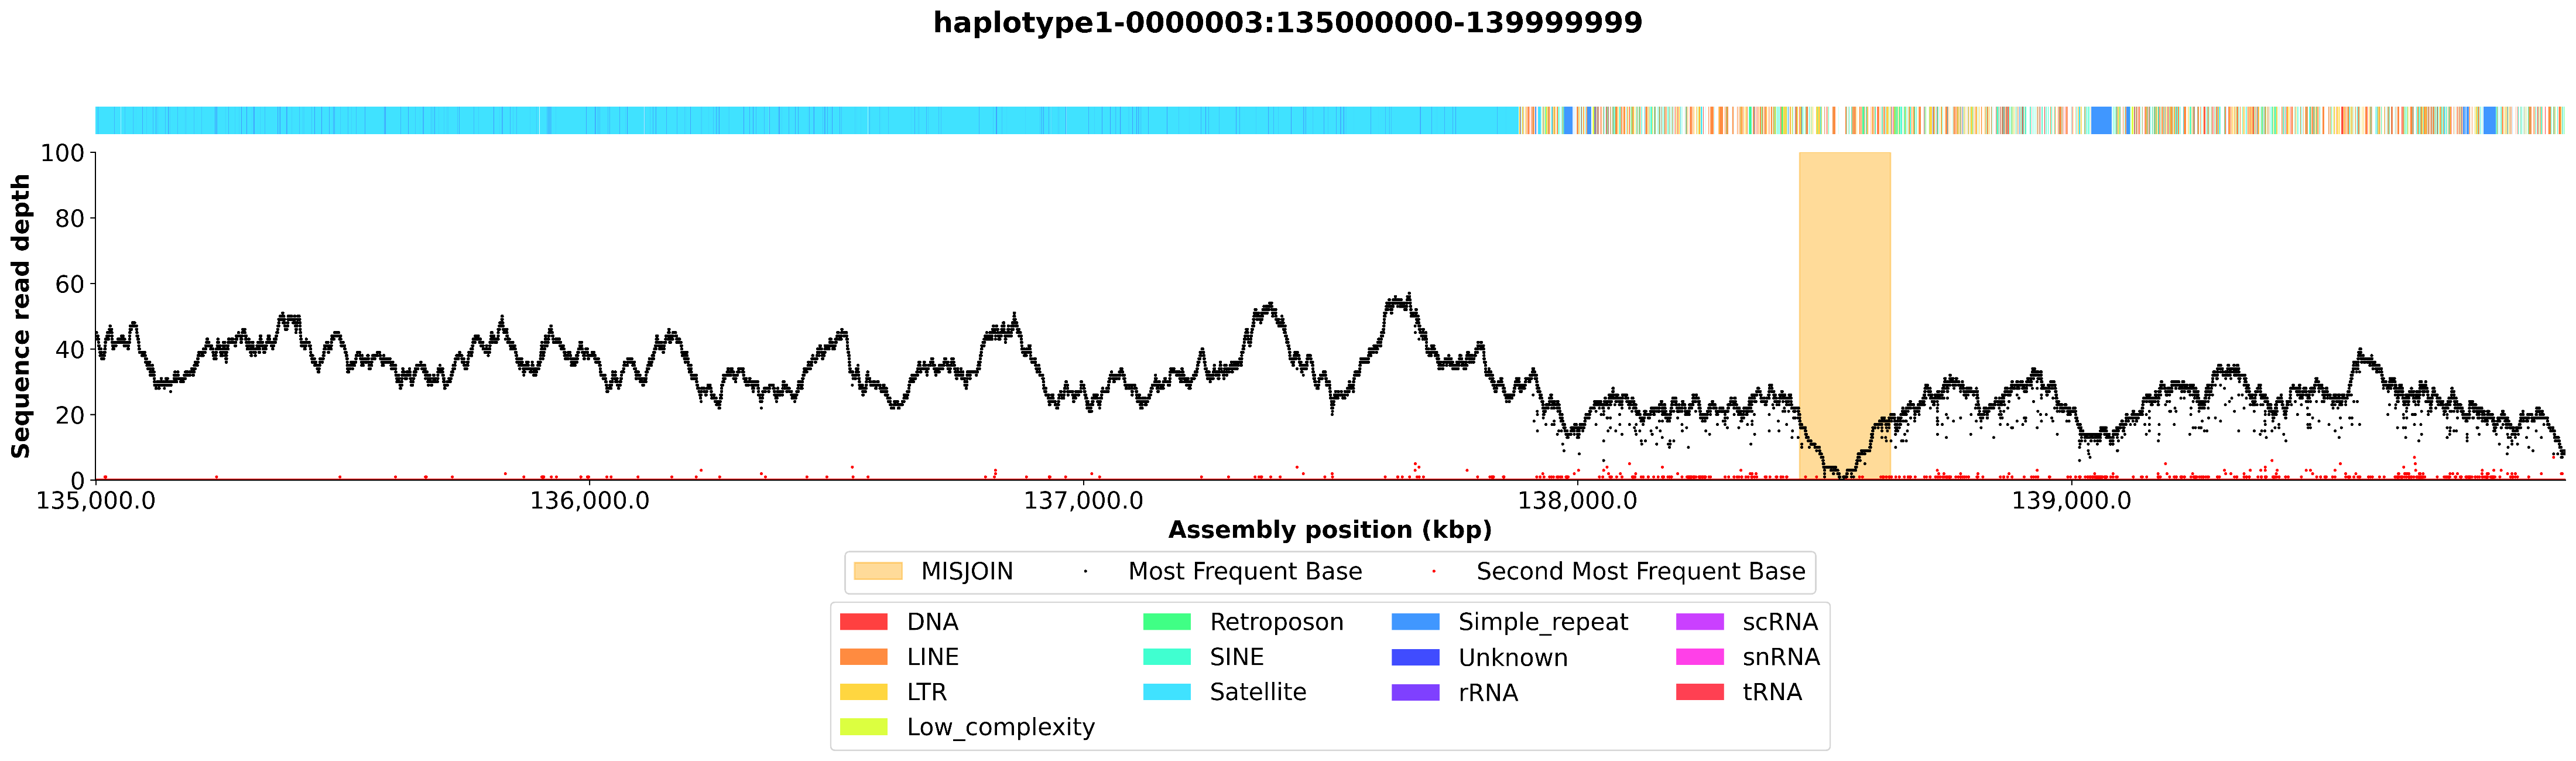 haplotype1-0000003:135000000-139999999
100
80
60
40
20
0
Sequence read depth
135,000.0 136,000.0 137,000.0 138,000.0 139,000.0
Assembly position (kbp)
MISJOIN Most Frequent Base Second Most Frequent Base
DNA Retroposon Simple_repeat scRNA
LINE SINE Unknown snRNA
LTR Satellite rRNA tRNA
Low_complexity